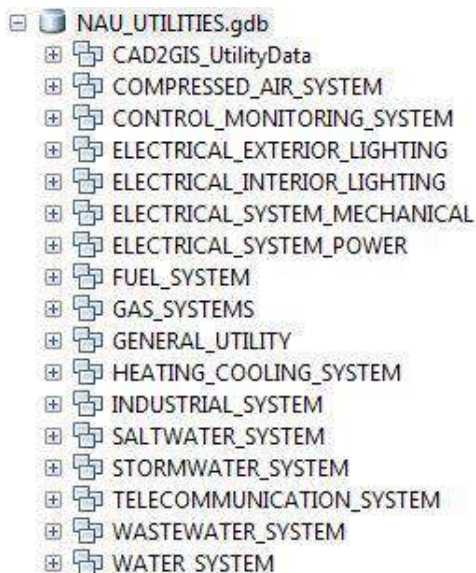 NAU_UTILITIES.gdb
CAD2GIS_UtilityData
COMPRESSED_AIR_SYSTEM
CONTROL_MONITORING_SYSTEM
ELECTRICAL_EXTERIOR_LIGHTING
ELECTRICAL_INTERIOR_LIGHTING
ELECTRICAL_SYSTEM_MECHANICAL
ELECTRICAL_SYSTEM_POWER
FUEL_SYSTEM
GAS_SYSTEMS
GENERAL_UTILITY
HEATING_COOLING_SYSTEM
INDUSTRIAL_SYSTEM
SALTWATER_SYSTEM
STORMWATER_SYSTEM
TELECOMMUNICATION_SYSTEM
WASTEWATER_SYSTEM
WATER_SYSTEM